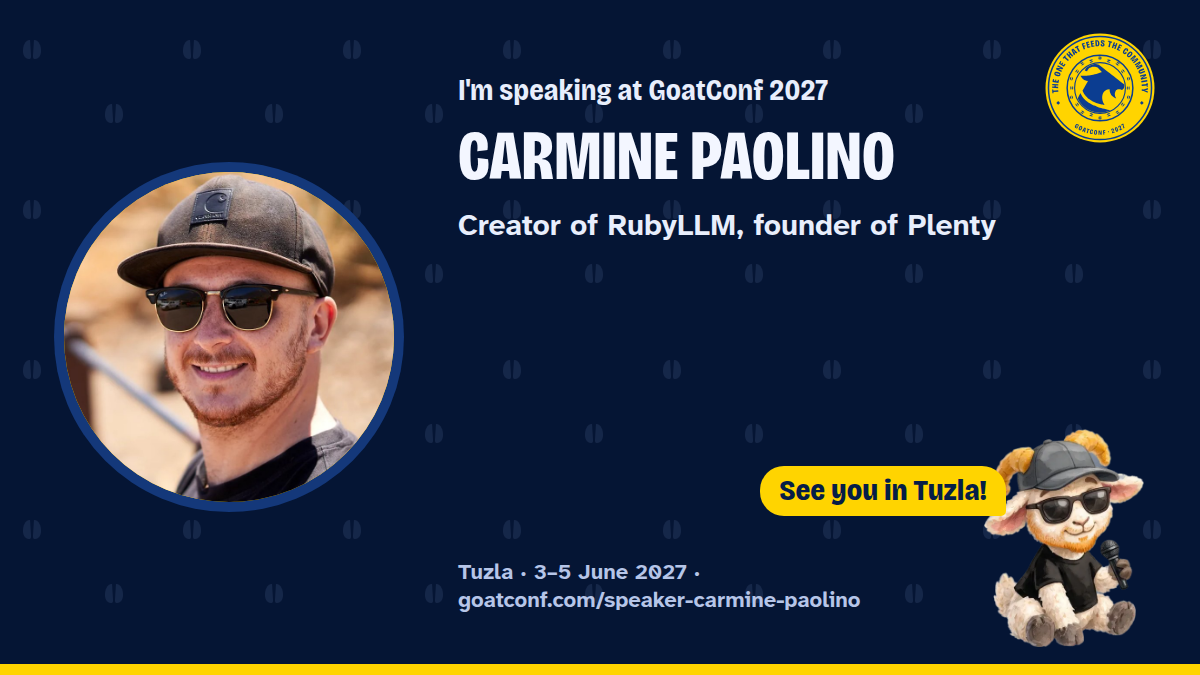 I'm speaking at GoatConf 2027
CARMINE PAOLINO
Creator of RubyLLM, founder of Plenty
THE ONE THAT FEEDS THE COMMUNITY
GOATCONF · 2027
See you in Tuzla!
Tuzla · 3–5 June 2027 ·
goatconf.com/speaker-carmine-paolino